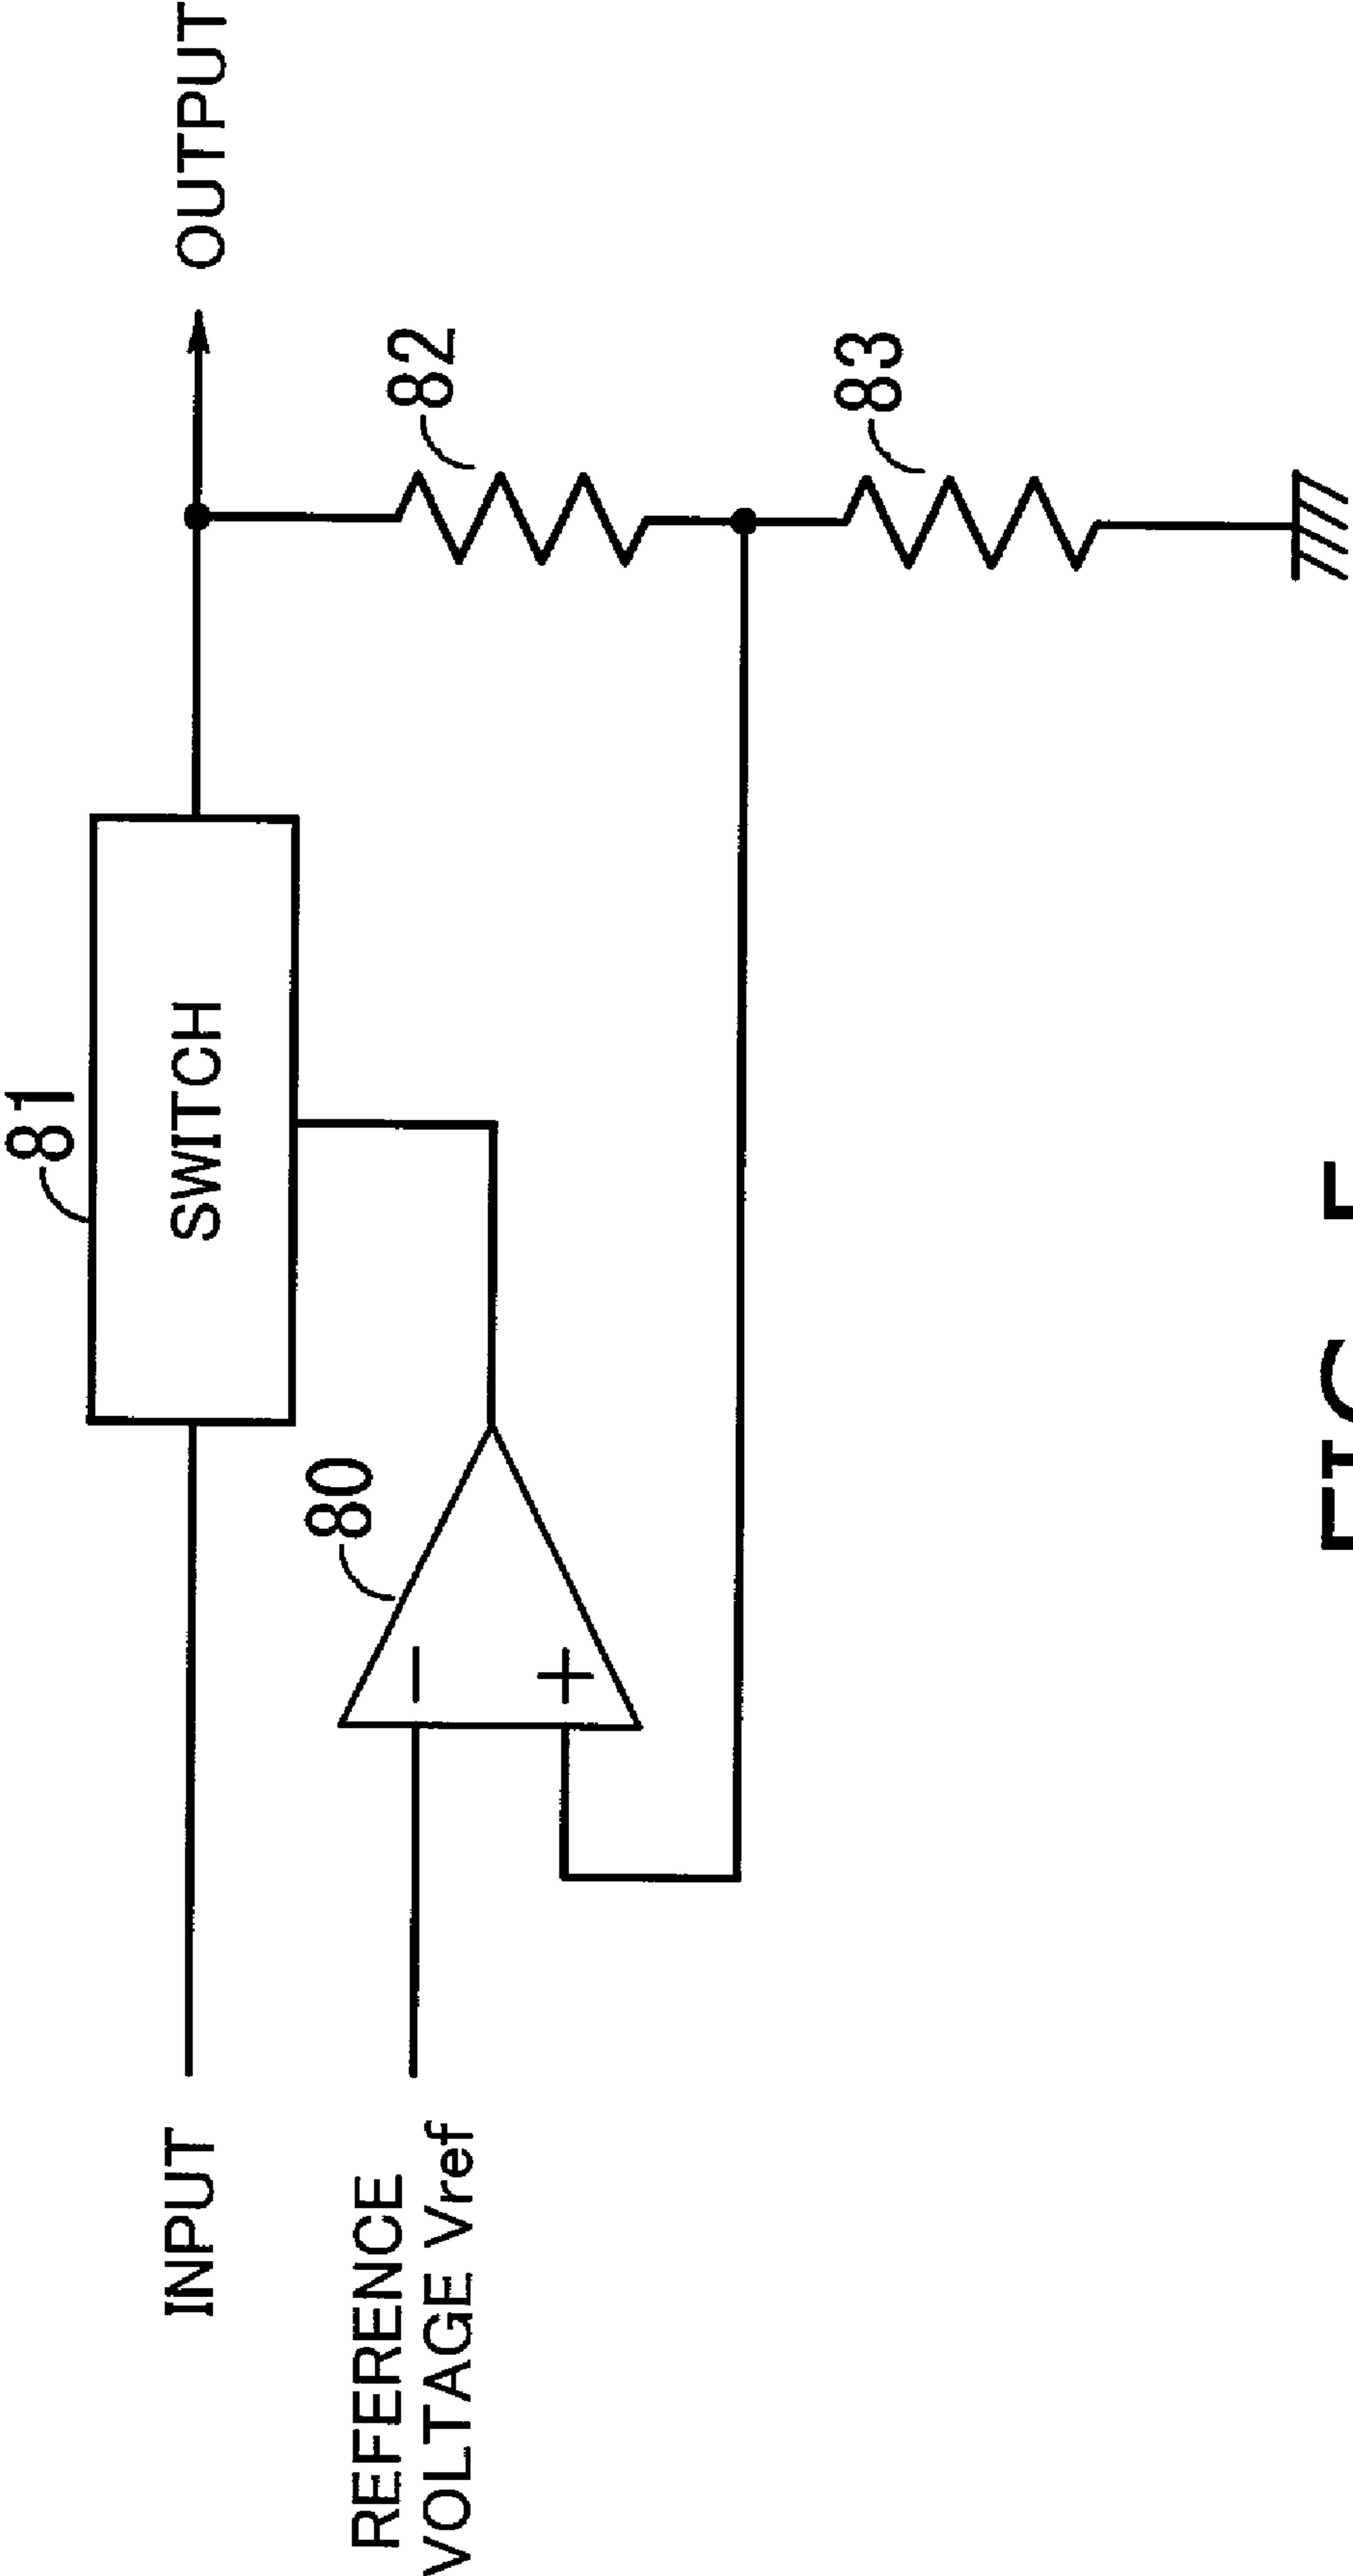 81
SWITCH
OUTPUT
INPUT
80
82
REFERENCE
VOLTAGE Vref
−
+
83